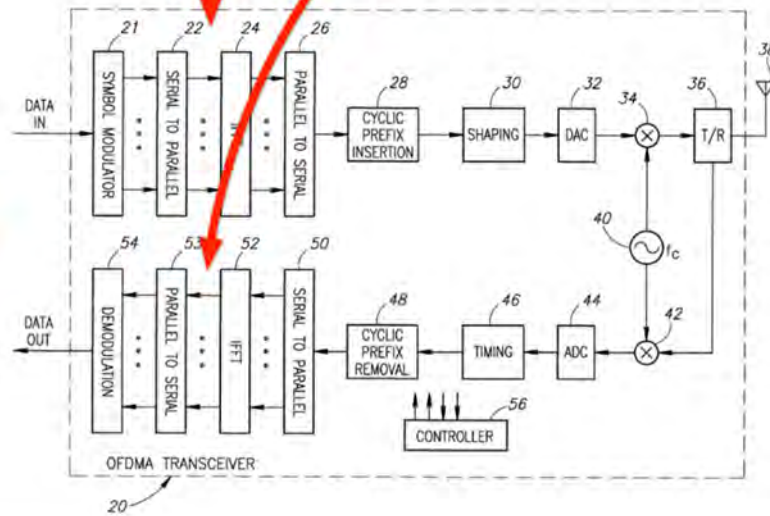 21
22
24
26
SYMBOL MODULATOR
SERIAL TO PARALLEL
PARALLEL TO SERIAL
DATA
IN
28
CYCLIC
PREFIX
INSERTION
30
SHAPING
32
DAC
34
36
T/R
40
fc
54
53
52
50
DEMODULATION
PARALLEL TO SERIAL
IFFT
SERIAL TO PARALLEL
DATA
OUT
48
CYCLIC
PREFIX
REMOVAL
46
TIMING
44
ADC
42
56
CONTROLLER
OFDMA TRANSCEIVER
20